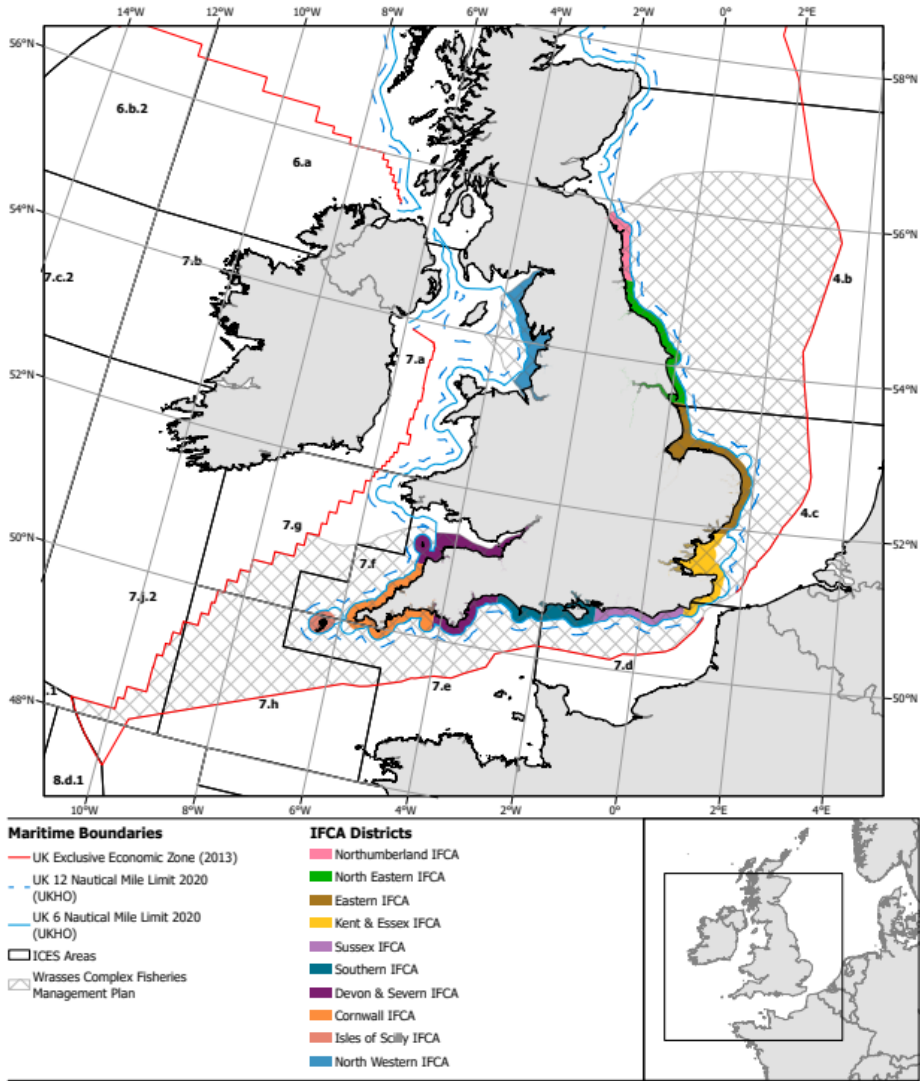 14°W 12°W 10°W 8°W 6°W 4°W 2°W 0° 2°E
56°N
58°N
6.b.2
6.a
54°N
56°N
7.b
7.c.2
4.b
7.a
52°N
54°N
4.c
7.g
50°N
52°N
7.f
7.j.2
7.d
7.e
48°N
50°N
.1
7.h
8.d.1
10°W 8°W 6°W 4°W 2°W 0° 2°E 4°E
Maritime Boundaries
UK Exclusive Economic Zone (2013)
UK 12 Nautical Mile Limit 2020
(UKHO)
UK 6 Nautical Mile Limit 2020
(UKHO)
ICES Areas
Wrasses Complex Fisheries
Management Plan
IFCA Districts
Northumberland IFCA
North Eastern IFCA
Eastern IFCA
Kent & Essex IFCA
Sussex IFCA
Southern IFCA
Devon & Severn IFCA
Cornwall IFCA
Isles of Scilly IFCA
North Western IFCA